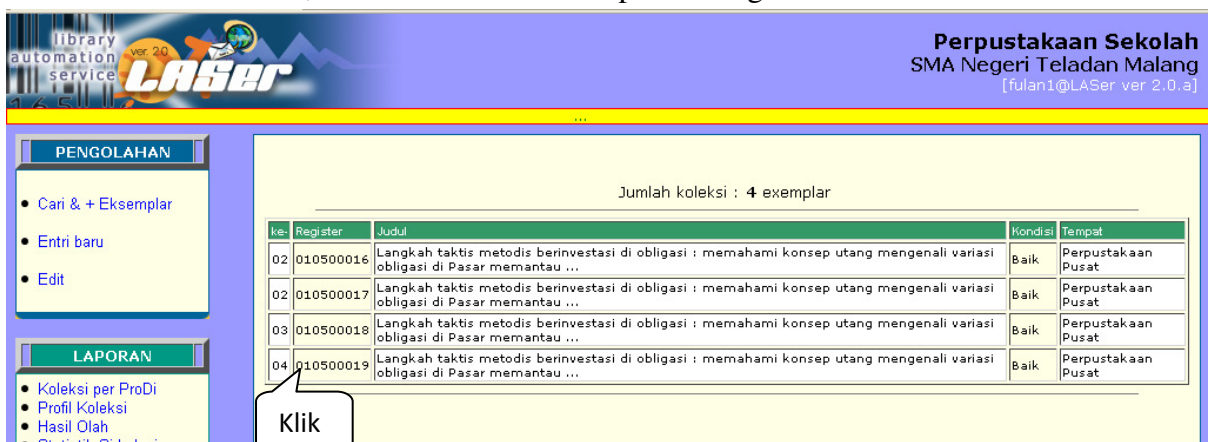 library
automation
service
ver. 2.0
LASer
1 6 5
Perpustakaan Sekolah
SMA Negeri Teladan Malang
[fulan1@LASer ver 2.0.a]
...
PENGOLAHAN
Cari & + Eksemplar
Entri baru
Edit
LAPORAN
Koleksi per ProDi
Profil Koleksi
Hasil Olah
Jumlah koleksi : 4 exemplar
ke- Register Judul Kondisi Tempat
02 010500016 Langkah taktis metodis berinvestasi di obligasi : memahami konsep utang mengenali variasi obligasi di Pasar memantau ... Baik Perpustakaan Pusat
02 010500017 Langkah taktis metodis berinvestasi di obligasi : memahami konsep utang mengenali variasi obligasi di Pasar memantau ... Baik Perpustakaan Pusat
03 010500018 Langkah taktis metodis berinvestasi di obligasi : memahami konsep utang mengenali variasi obligasi di Pasar memantau ... Baik Perpustakaan Pusat
04 010500019 Langkah taktis metodis berinvestasi di obligasi : memahami konsep utang mengenali variasi obligasi di Pasar memantau ... Baik Perpustakaan Pusat
Klik